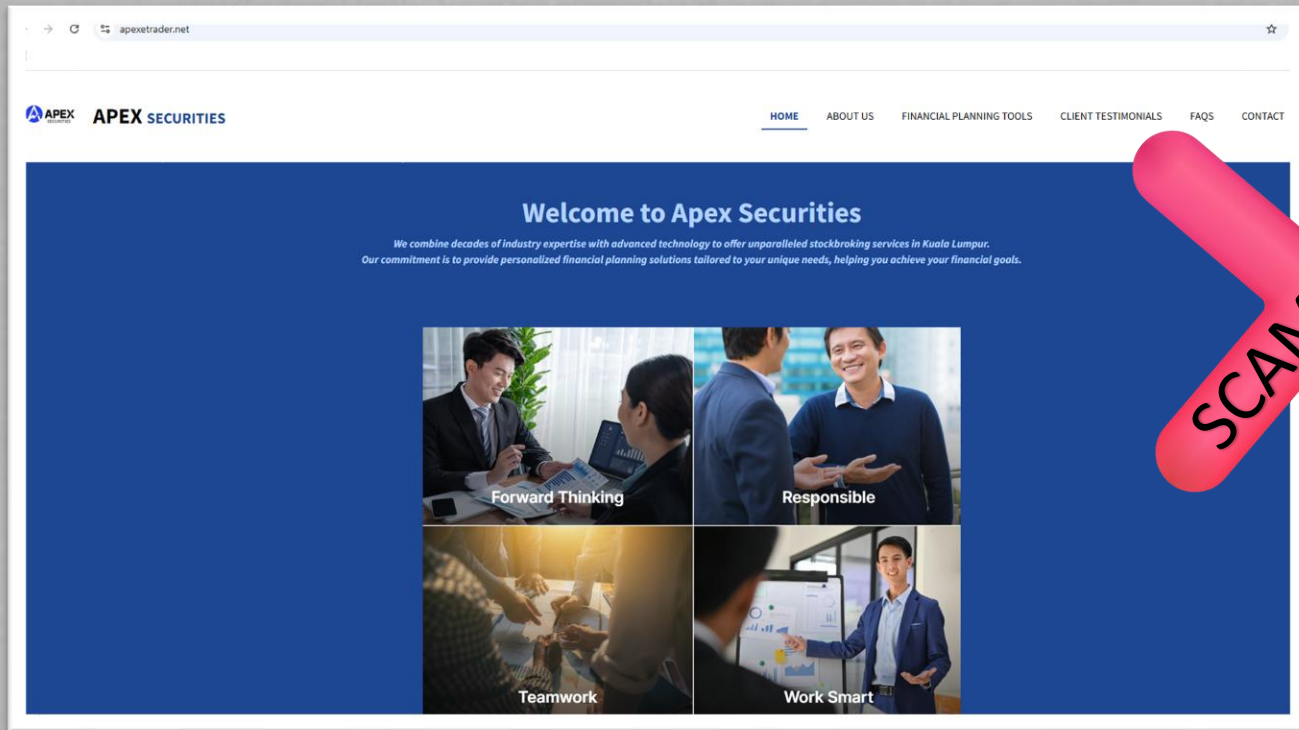 apexetrader.net
APEX
SECURITIES
APEX SECURITIES
HOME ABOUT US FINANCIAL PLANNING TOOLS CLIENT TESTIMONIALS FAQS CONTACT
Welcome to Apex Securities
We combine decades of industry expertise with advanced technology to offer unparalleled stockbroking services in Kuala Lumpur.
Our commitment is to provide personalized financial planning solutions tailored to your unique needs, helping you achieve your financial goals.
Forward Thinking
Responsible
Teamwork
Work Smart